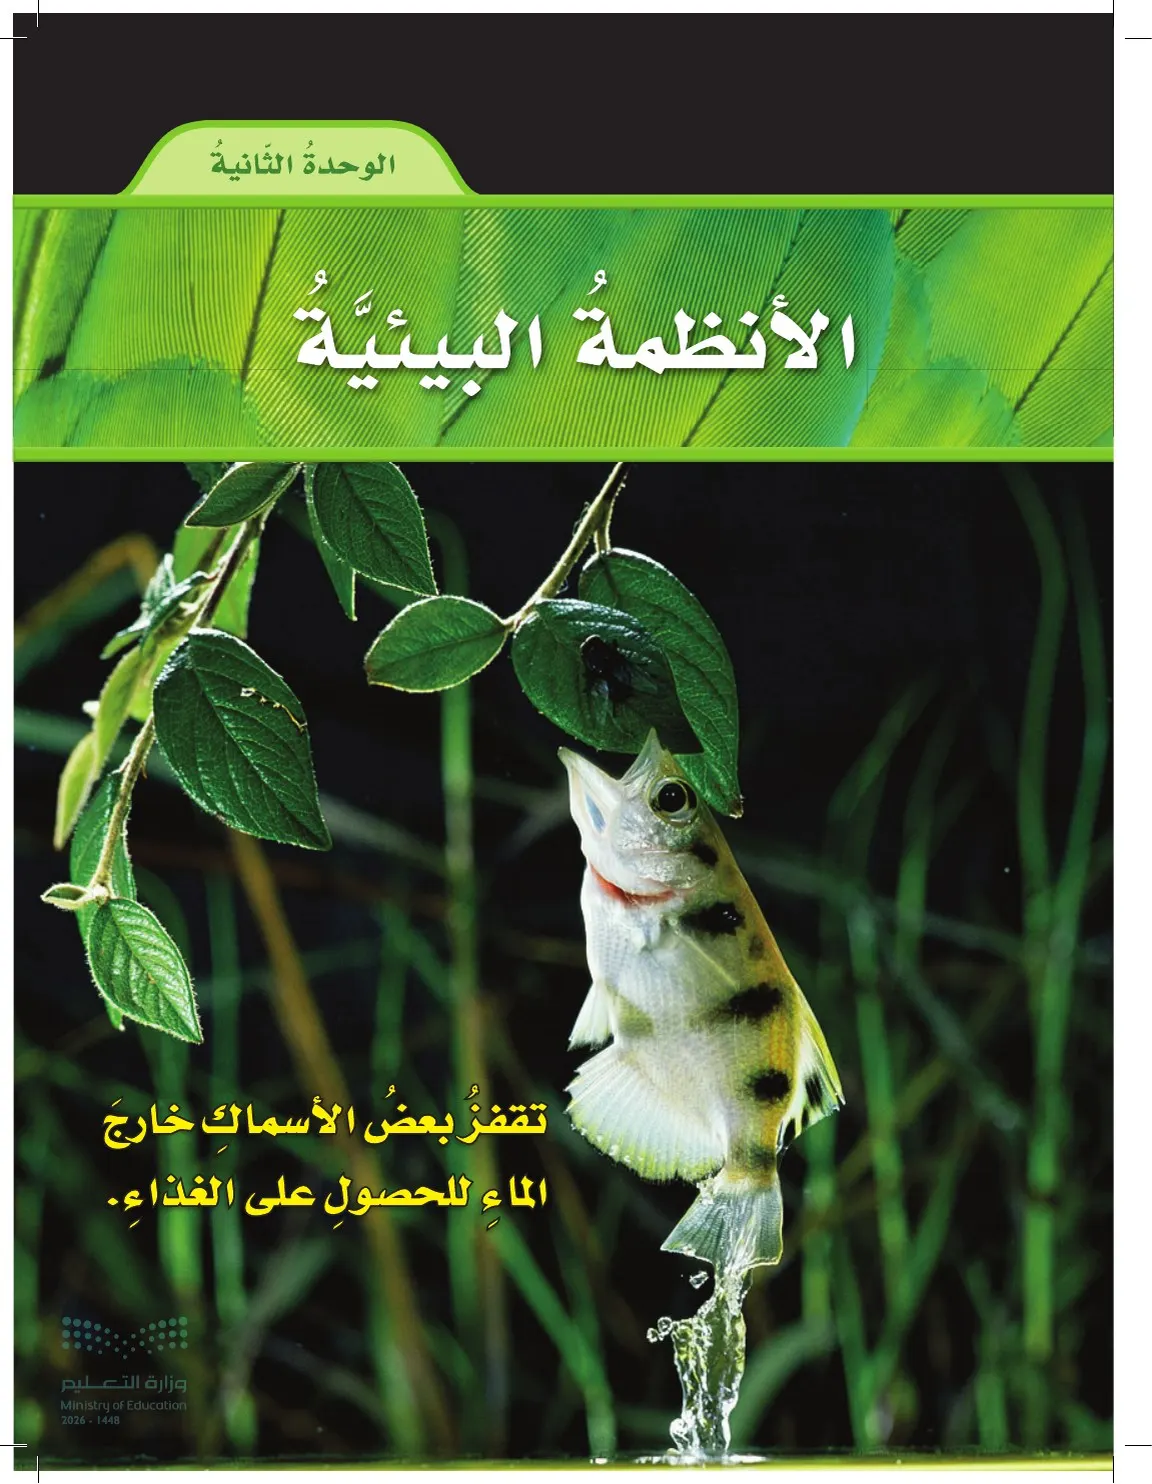 الوحدةُ الثّانيةُ
الأنظمةُ البيئيَّةُ
تقفزُ بعضُ الأسماكِ خارجَ
الماءِ للحصولِ على الغذاءِ.
وزارة التعليم
Ministry of Education
2026 - 1448